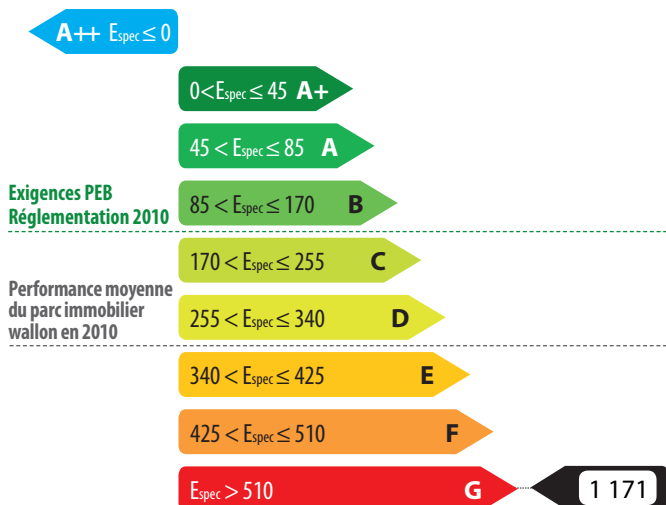 A++ Espec ≤ 0
0<Espec ≤ 45 A+
45 < Espec ≤ 85 A
Exigences PEB
Réglementation 2010
85 < Espec ≤ 170 B
170 < Espec ≤ 255 C
Performance moyenne
du parc immobilier
wallon en 2010
255 < Espec ≤ 340 D
340 < Espec ≤ 425 E
425 < Espec ≤ 510 F
Espec > 510 G
1 171